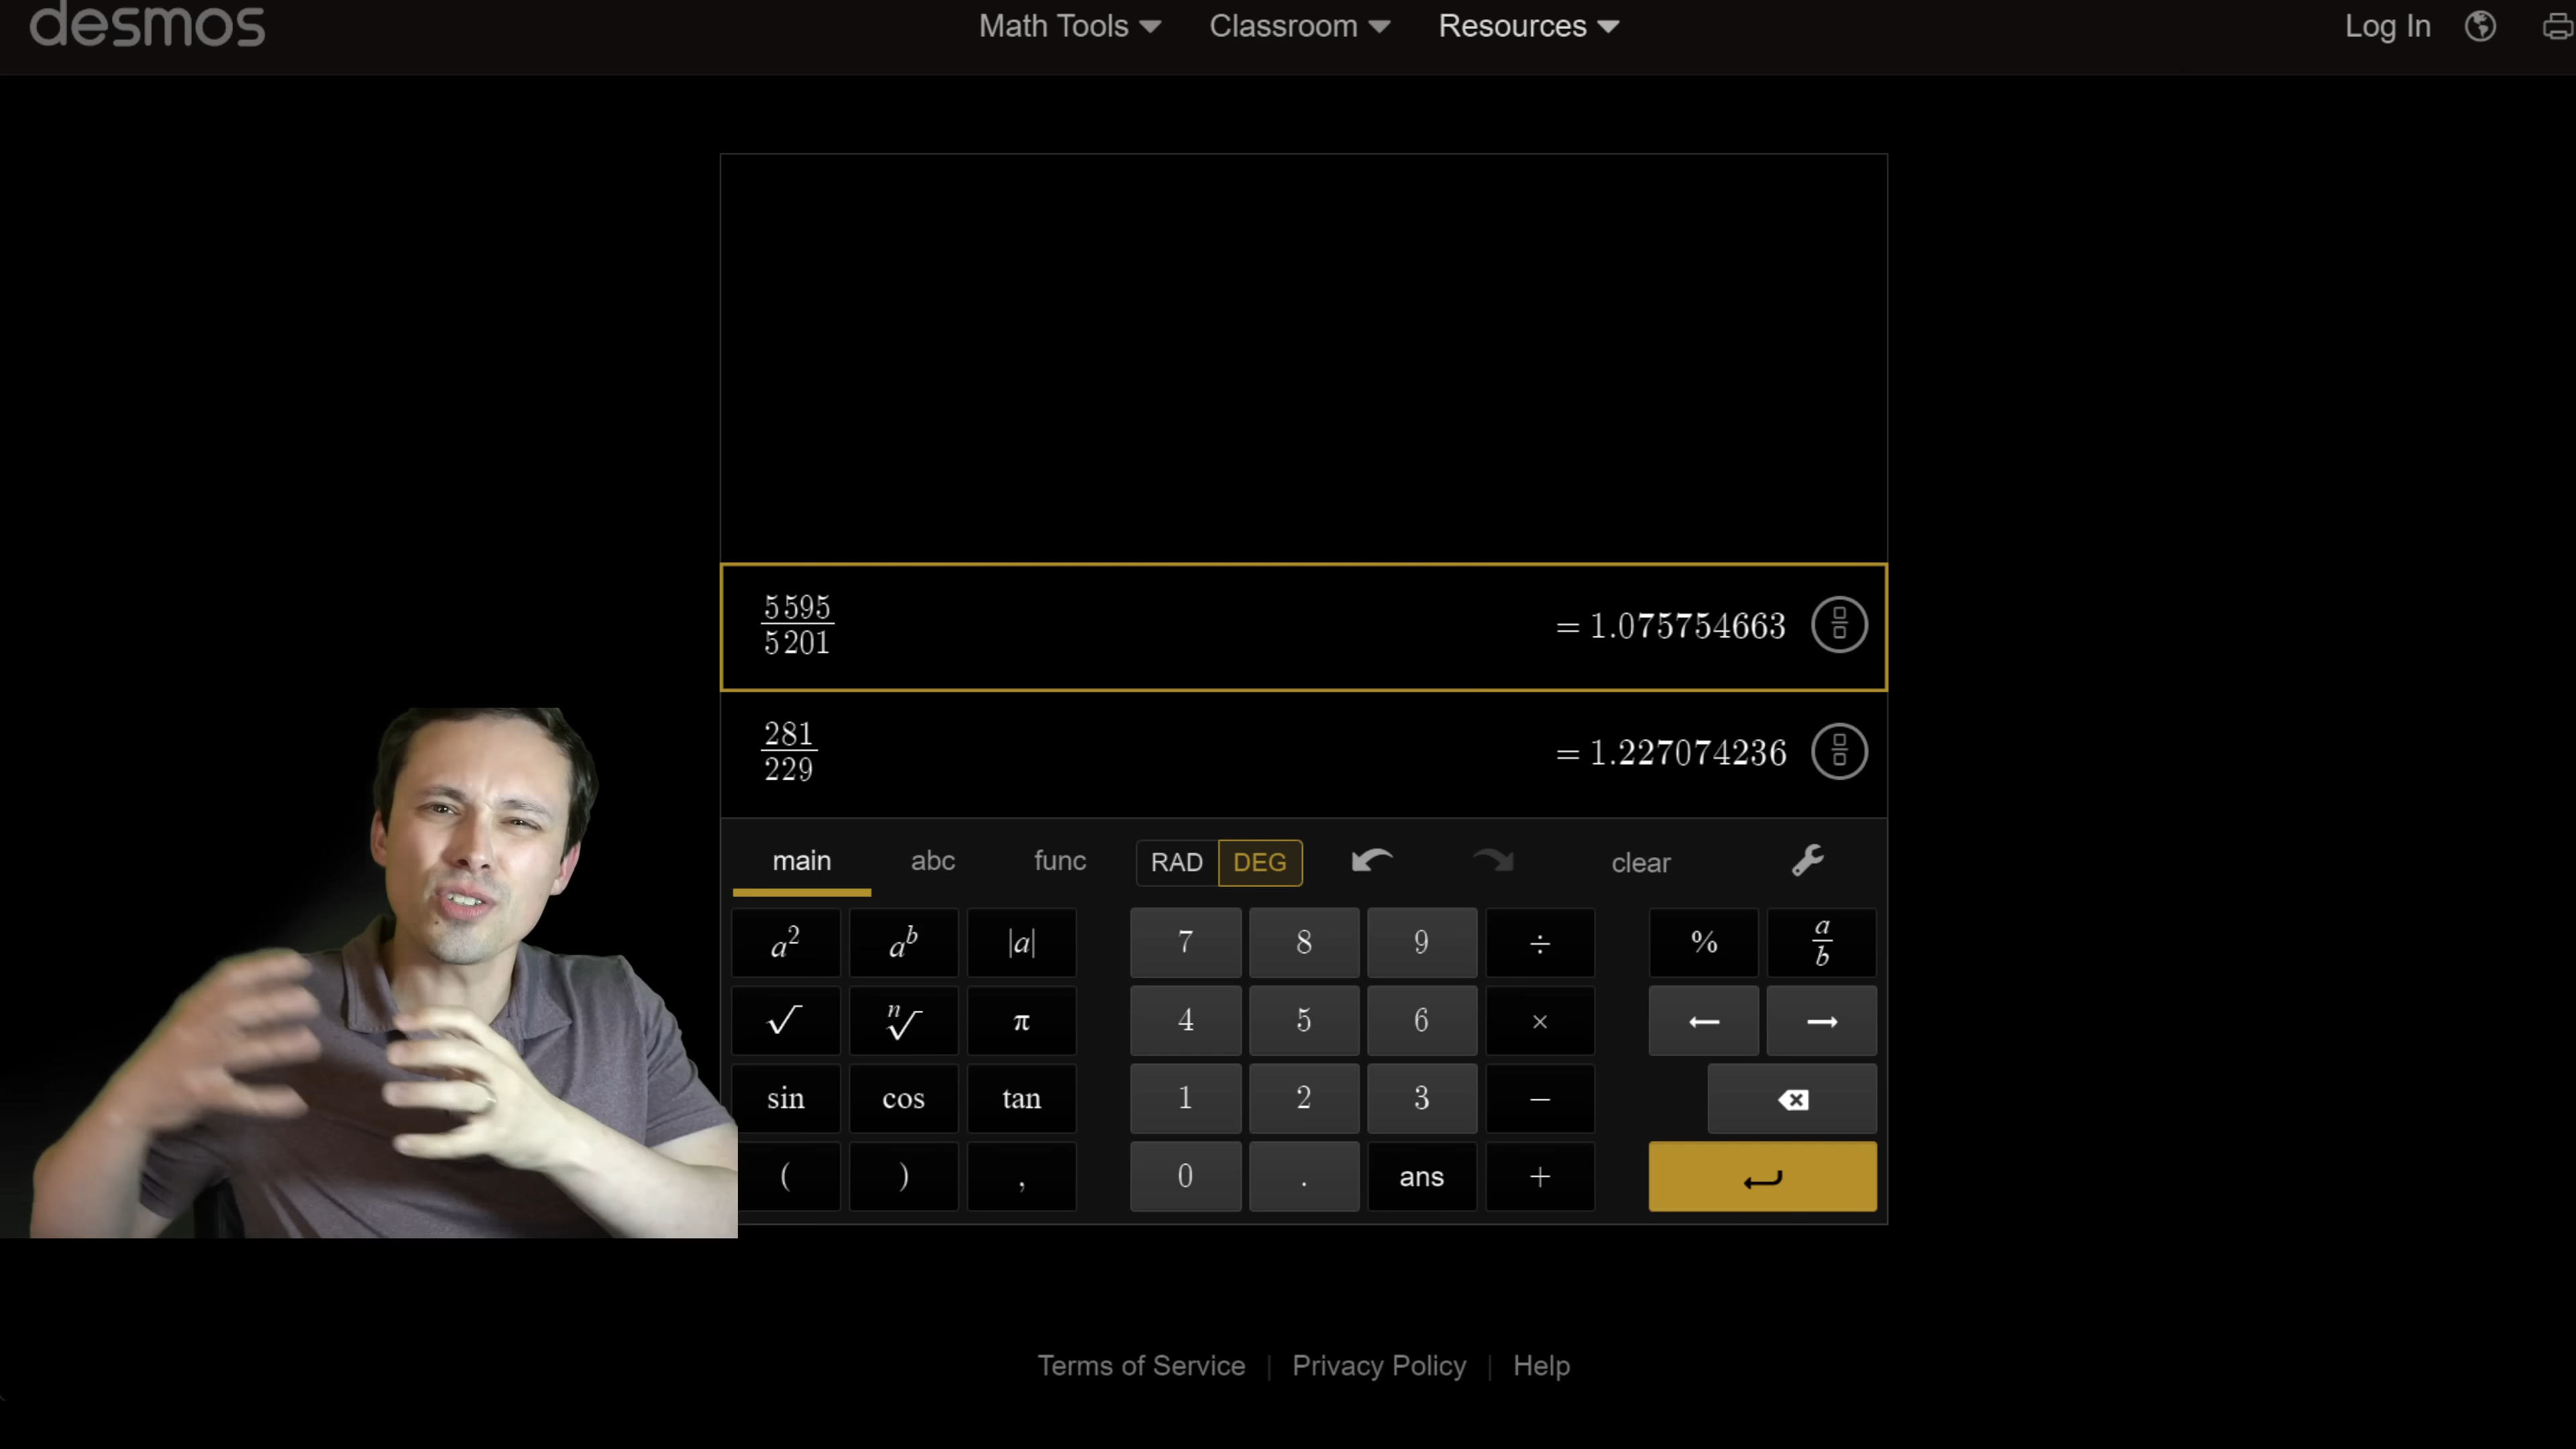 desmos
Math Tools Classroom Resources Log In
5595
5201
= 1.075754663
281
229
= 1.227074236
main abc func RAD DEG clear
a² aᵇ |a| 7 8 9 ÷ % a/b
√ ⁿ√ π 4 5 6 × ← →
sin cos tan 1 2 3 −
( ) , 0 . ans +
Terms of Service | Privacy Policy | Help